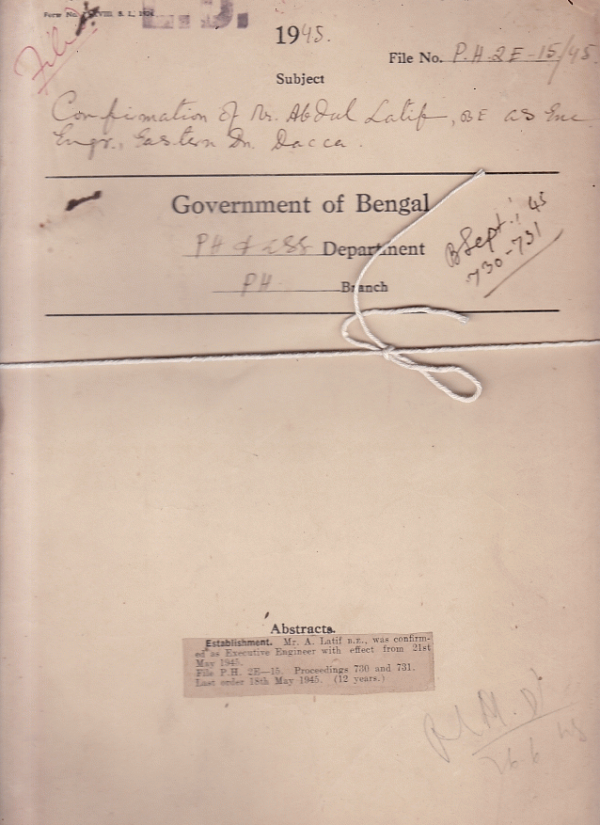 Form No.
1945.
File
File No. P.H. 2E-15/45.
Subject
Confirmation of Mr. Abdul Latif, BE as Exe
Engr., Eastern Dn. Dacca.
Government of Bengal
PH & LSG Department
PH Branch
B Sept. '45
730-731
Abstracts.
Establishment. Mr. A. Latif B.E., was confirm-
ed as Executive Engineer with effect from 21st
May 1945.
File P.H. 2E—15. Proceedings 730 and 731.
Last order 18th May 1945. (12 years.)